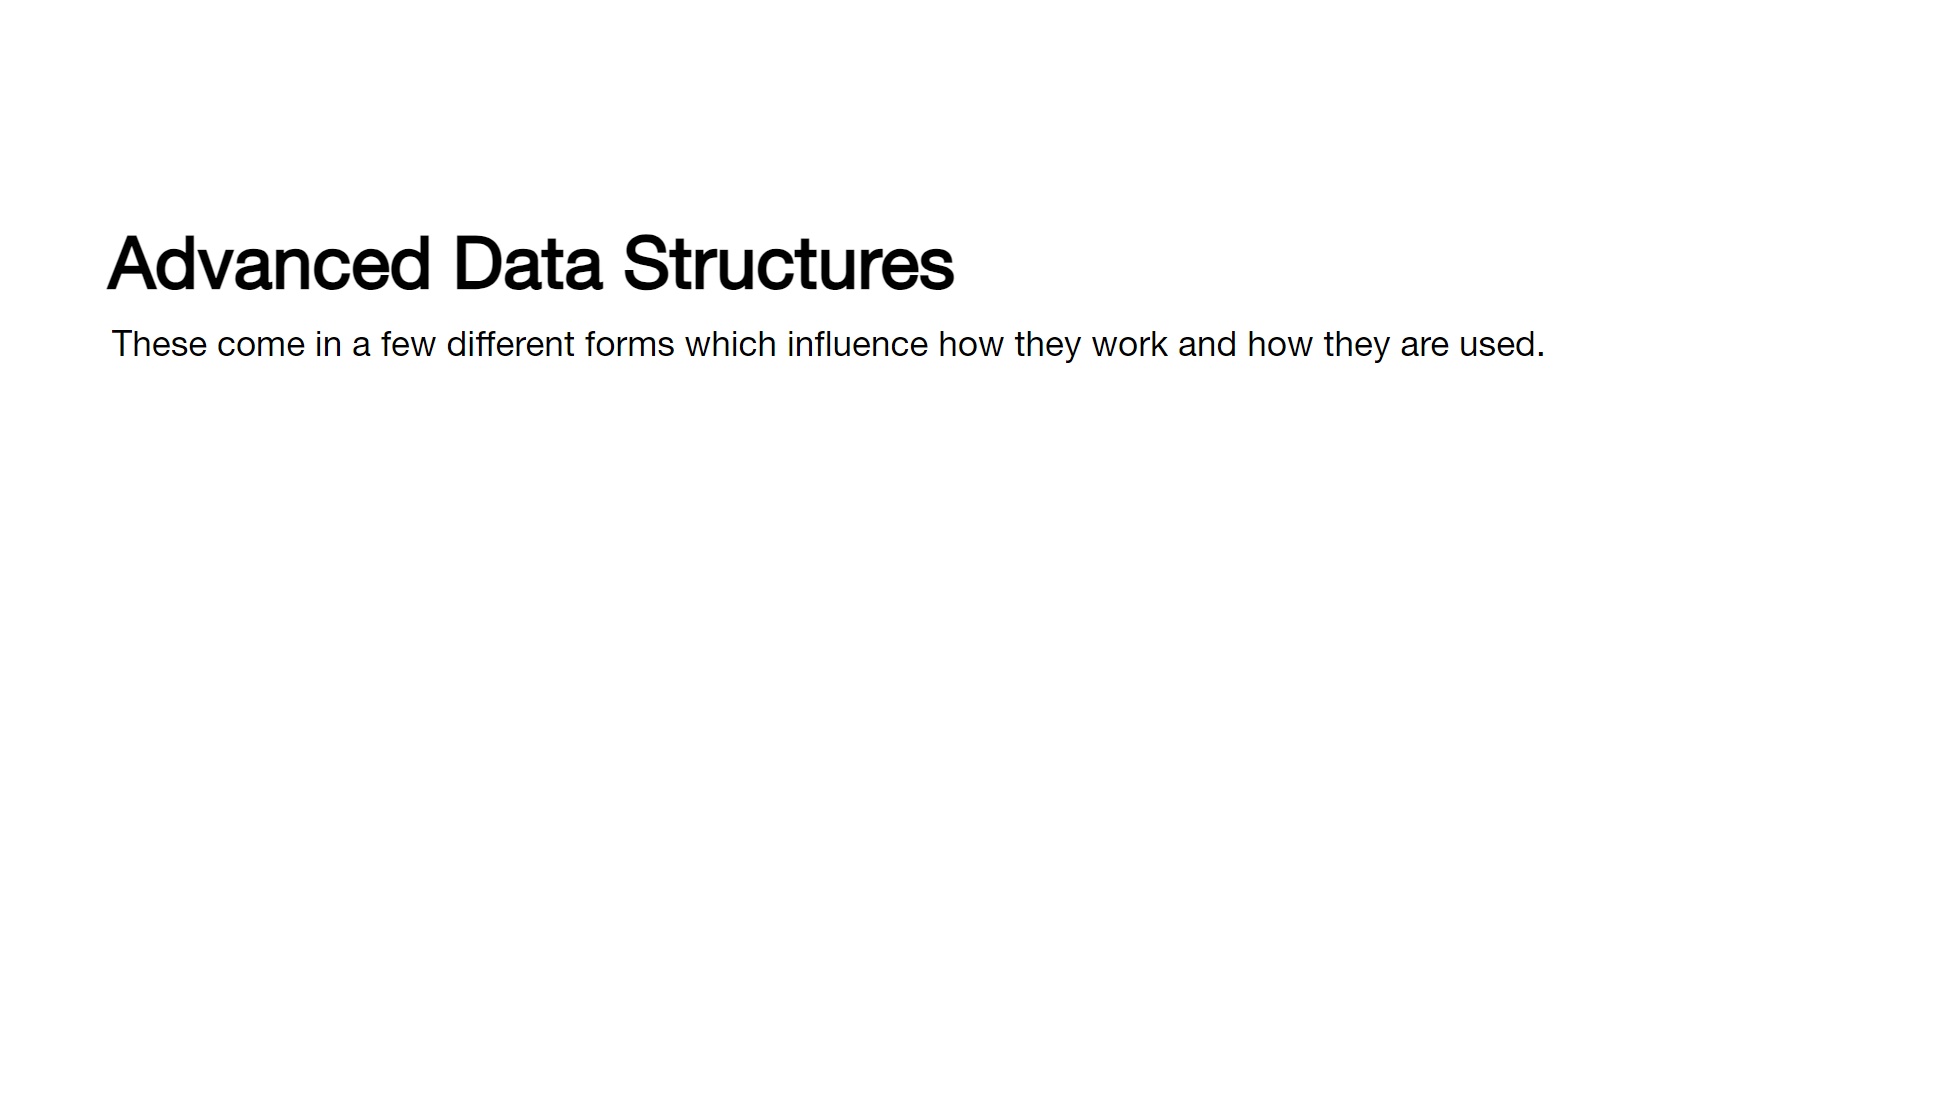 Advanced Data Structures
These come in a few different forms which influence how they work and how they are used.